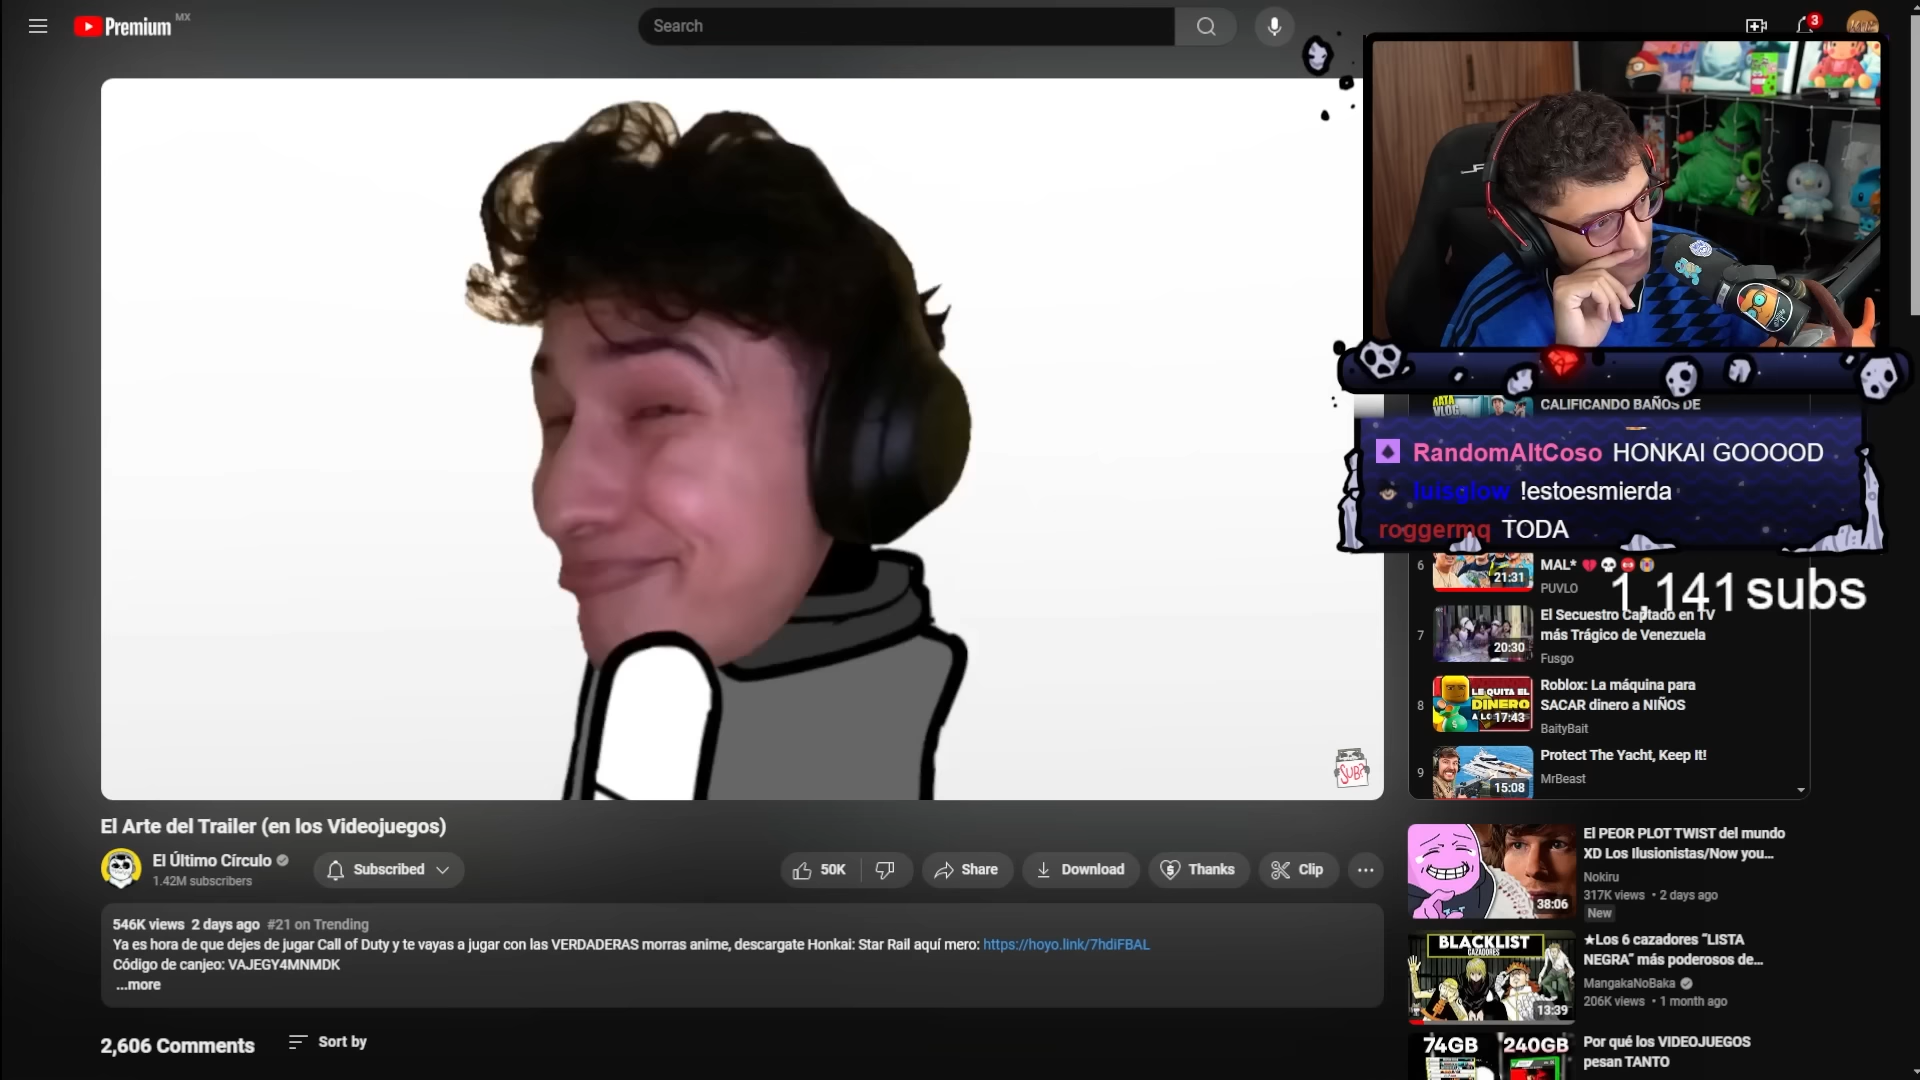 Premium MX
Search
3
SUB?
RATA
VLOG
CALIFICANDO BAÑOS DE
RandomAltCoso HONKAI GOOOOD
luisglow !estoesmierda
roggermq TODA
6
21:31
MAL*
PUVLO
1,141 subs
7
20:30
El Secuestro Captado en TV
más Trágico de Venezuela
Fusgo
8
LE QUITA EL
DINERO
17:43
Roblox: La máquina para
SACAR dinero a NIÑOS
BaityBait
9
15:08
Protect The Yacht, Keep It!
MrBeast
El Arte del Trailer (en los Videojuegos)
El Último Círculo
1.42M subscribers
Subscribed
50K
Share
Download
Thanks
Clip
546K views 2 days ago #21 on Trending
Ya es hora de que dejes de jugar Call of Duty y te vayas a jugar con las VERDADERAS morras anime, descargate Honkai: Star Rail aquí mero: https://hoyo.link/7hdiFBAL
Código de canjeo: VAJEGY4MNMDK
...more
2,606 Comments
Sort by
38:06
El PEOR PLOT TWIST del mundo
XD Los Ilusionistas/Now you...
Nokiru
317K views • 2 days ago
New
BLACKLIST
CAZADORES
13:39
★Los 6 cazadores “LISTA
NEGRA” más poderosos de...
MangakaNoBaka
206K views • 1 month ago
74GB
240GB
Por qué los VIDEOJUEGOS
pesan TANTO